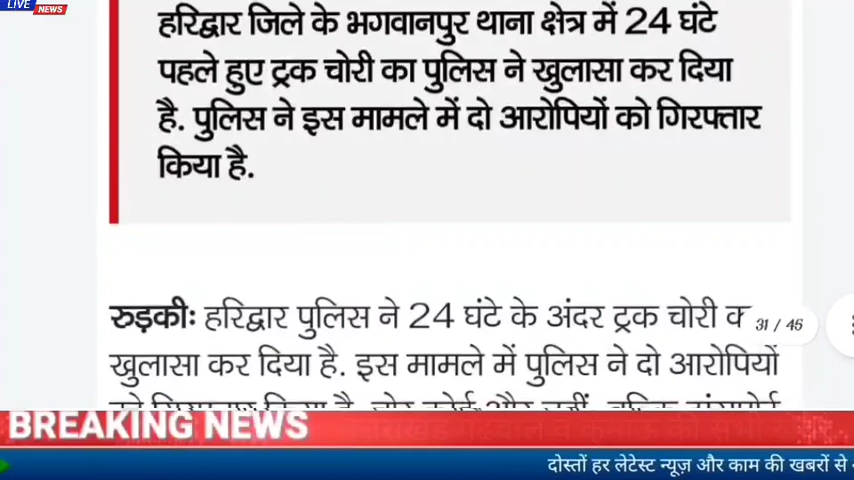 LIVE
NEWS
हरिद्वार जिले के भगवानपुर थाना क्षेत्र में 24 घंटे
पहले हुए ट्रक चोरी का पुलिस ने खुलासा कर दिया
है. पुलिस ने इस मामले में दो आरोपियों को गिरफ्तार
किया है.
रुड़कीः हरिद्वार पुलिस ने 24 घंटे के अंदर ट्रक चोरी
31 / 45
खुलासा कर दिया है. इस मामले में पुलिस ने दो आरोपियों
BREAKING NEWS
दोस्तों हर लेटेस्ट न्यूज़ और काम की खबरों से